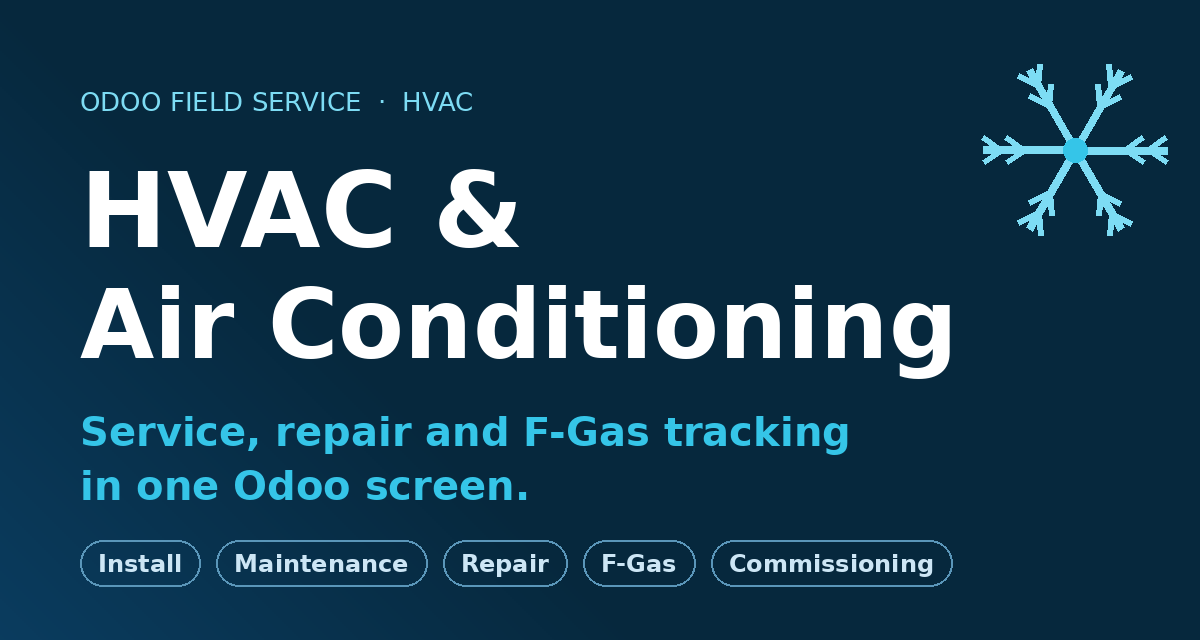 ODOO FIELD SERVICE · HVAC
HVAC &
Air Conditioning
Service, repair and F-Gas tracking
in one Odoo screen.
Install Maintenance Repair F-Gas Commissioning